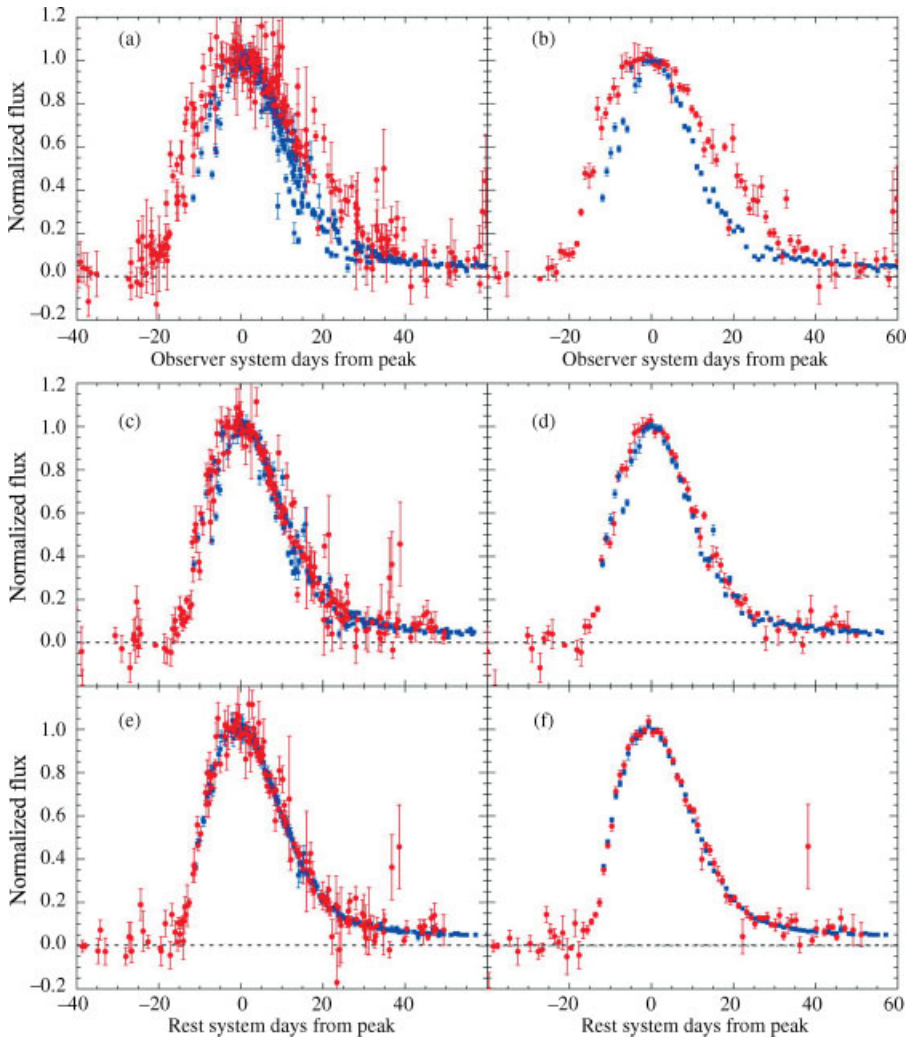 1.2
1.0
0.8
0.6
0.4
0.2
0.0
−0.2
Normalized flux
(a)
(b)
−40 −20 0 20 40 −20 0 20 40 60
Observer system days from peak
Observer system days from peak
1.2
1.0
0.8
0.6
0.4
0.2
0.0
Normalized flux
(c)
(d)
1.0
0.8
0.6
0.4
0.2
0.0
−0.2
Normalized flux
(e)
(f)
−40 −20 0 20 40 −20 0 20 40 60
Rest system days from peak
Rest system days from peak